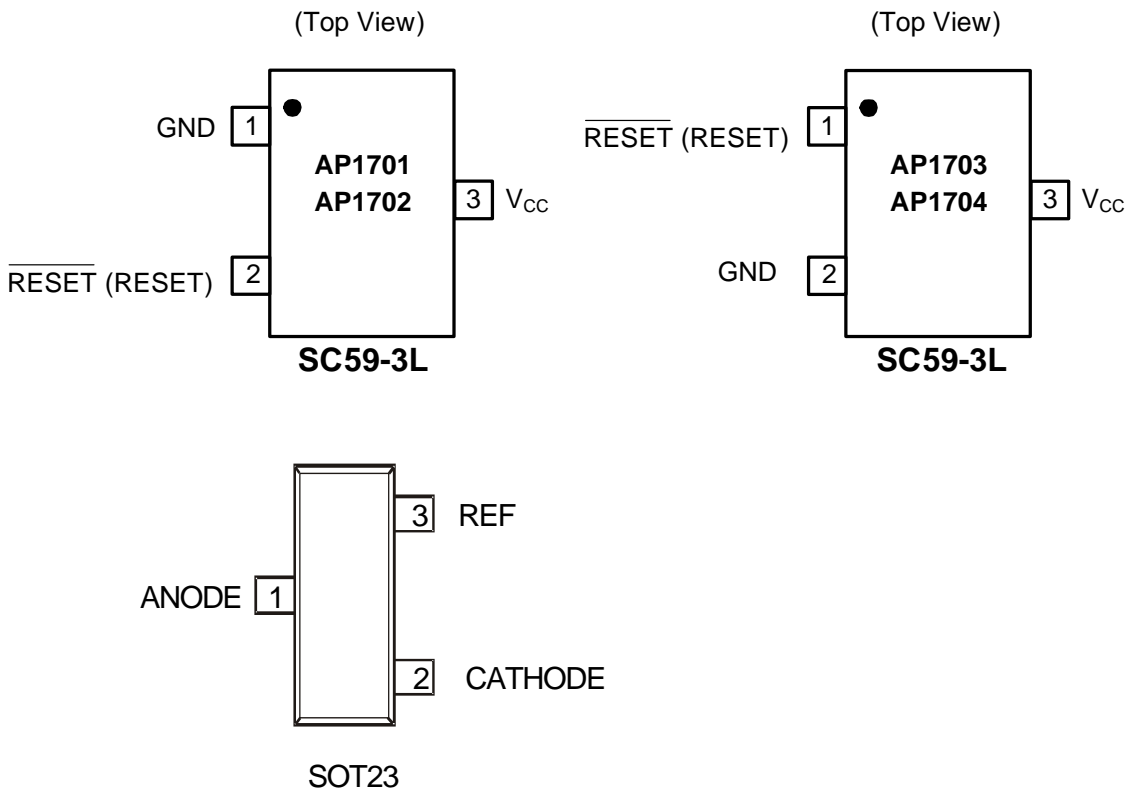 (Top View)
GND 1
AP1701
AP1702
3 VCC
RESET (RESET) 2
SC59-3L
(Top View)
RESET (RESET) 1
AP1703
AP1704
3 VCC
GND 2
SC59-3L
3 REF
ANODE 1
2 CATHODE
SOT23